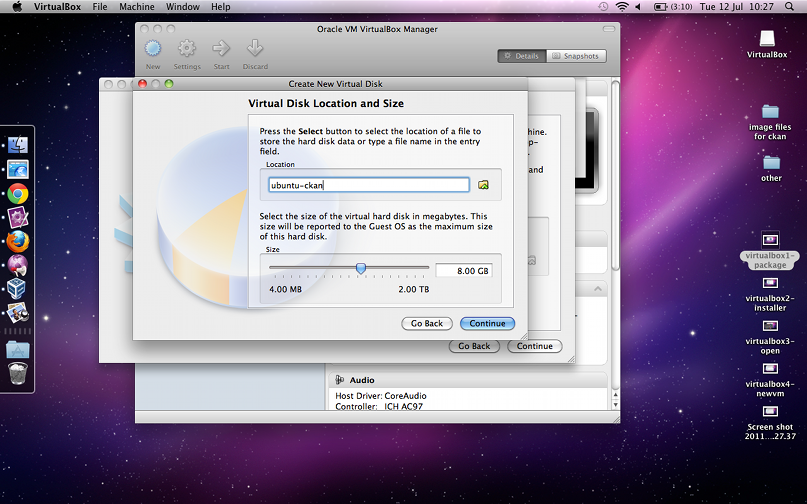 VirtualBox File Machine Window Help
(3:10) Tue 12 Jul 10:27
Oracle VM VirtualBox Manager
New Settings Start Discard
Details Snapshots
Create New Virtual Disk
Virtual Disk Location and Size
Press the Select button to select the location of a file to
store the hard disk data or type a file name in the entry
field.
Location
ubuntu-ckan
Select the size of the virtual hard disk in megabytes. This
size will be reported to the Guest OS as the maximum size
of this hard disk.
Size
8.00 GB
4.00 MB 2.00 TB
Go Back Continue
hine.
p-
and
Go Back Continue
Audio
Host Driver: CoreAudio
Controller: ICH AC97
VirtualBox
image files
for ckan
other
virtualbox1-
package
virtualbox2-
installer
virtualbox3-
open
virtualbox4-
newvm
Screen shot
2011....27.37